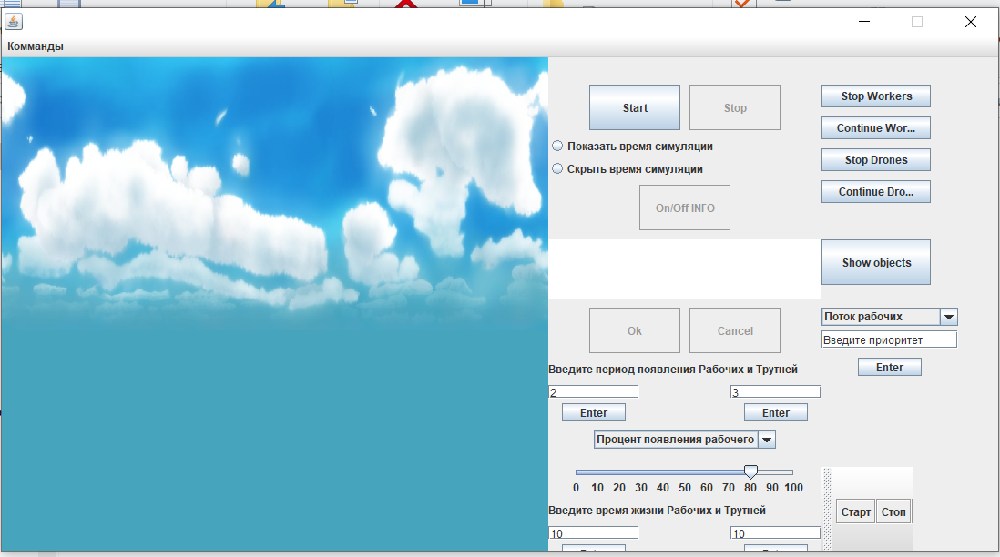 Комманды
Start
Stop
Stop Workers
Continue Wor...
Показать время симуляции
Stop Drones
Скрыть время симуляции
Continue Dro...
On/Off INFO
Show objects
Поток рабочих
Ok
Cancel
Введите приоритет
Введите период появления Рабочих и Трутней
Enter
2
3
Enter
Enter
Процент появления рабочего
0 10 20 30 40 50 60 70 80 90 100
Введите время жизни Рабочих и Трутней
Старт
Стоп
10
10